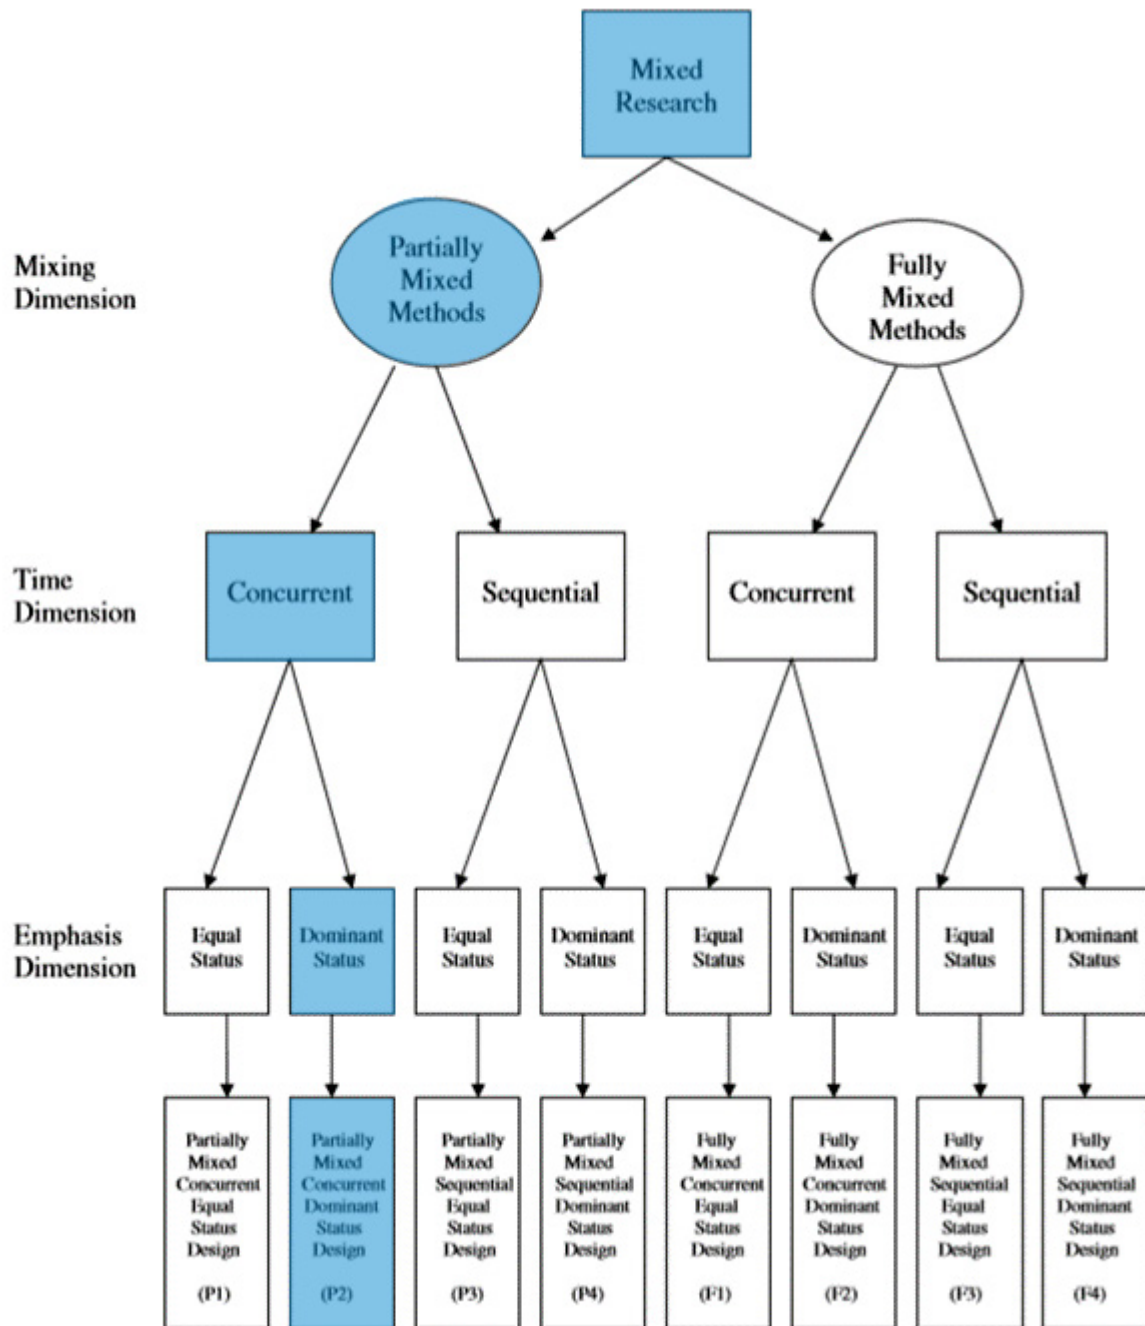 Mixed
Research
Mixing
Dimension
Partially
Mixed
Methods
Fully
Mixed
Methods
Time
Dimension
Concurrent
Sequential
Concurrent
Sequential
Emphasis
Dimension
Equal
Status
Dominant
Status
Equal
Status
Dominant
Status
Equal
Status
Dominant
Status
Equal
Status
Dominant
Status
Partially
Mixed
Concurrent
Equal
Status
Design
(P1)
Partially
Mixed
Concurrent
Dominant
Status
Design
(P2)
Partially
Mixed
Sequential
Equal
Status
Design
(P3)
Partially
Mixed
Sequential
Dominant
Status
Design
(P4)
Fully
Mixed
Concurrent
Equal
Status
Design
(F1)
Fully
Mixed
Concurrent
Dominant
Status
Design
(F2)
Fully
Mixed
Sequential
Equal
Status
Design
(F3)
Fully
Mixed
Sequential
Dominant
Status
Design
(F4)